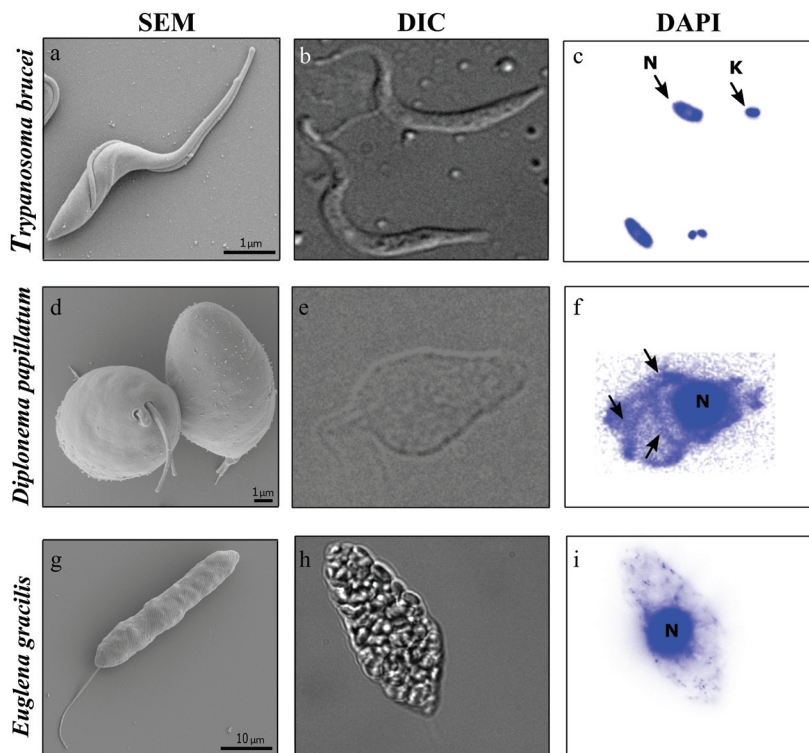 SEM DIC DAPI
Trypanosoma brucei
a
b
c
N
K
1 µm
Diplonema papillatum
d
e
f
N
1 µm
Euglena gracilis
g
h
i
N
10 µm